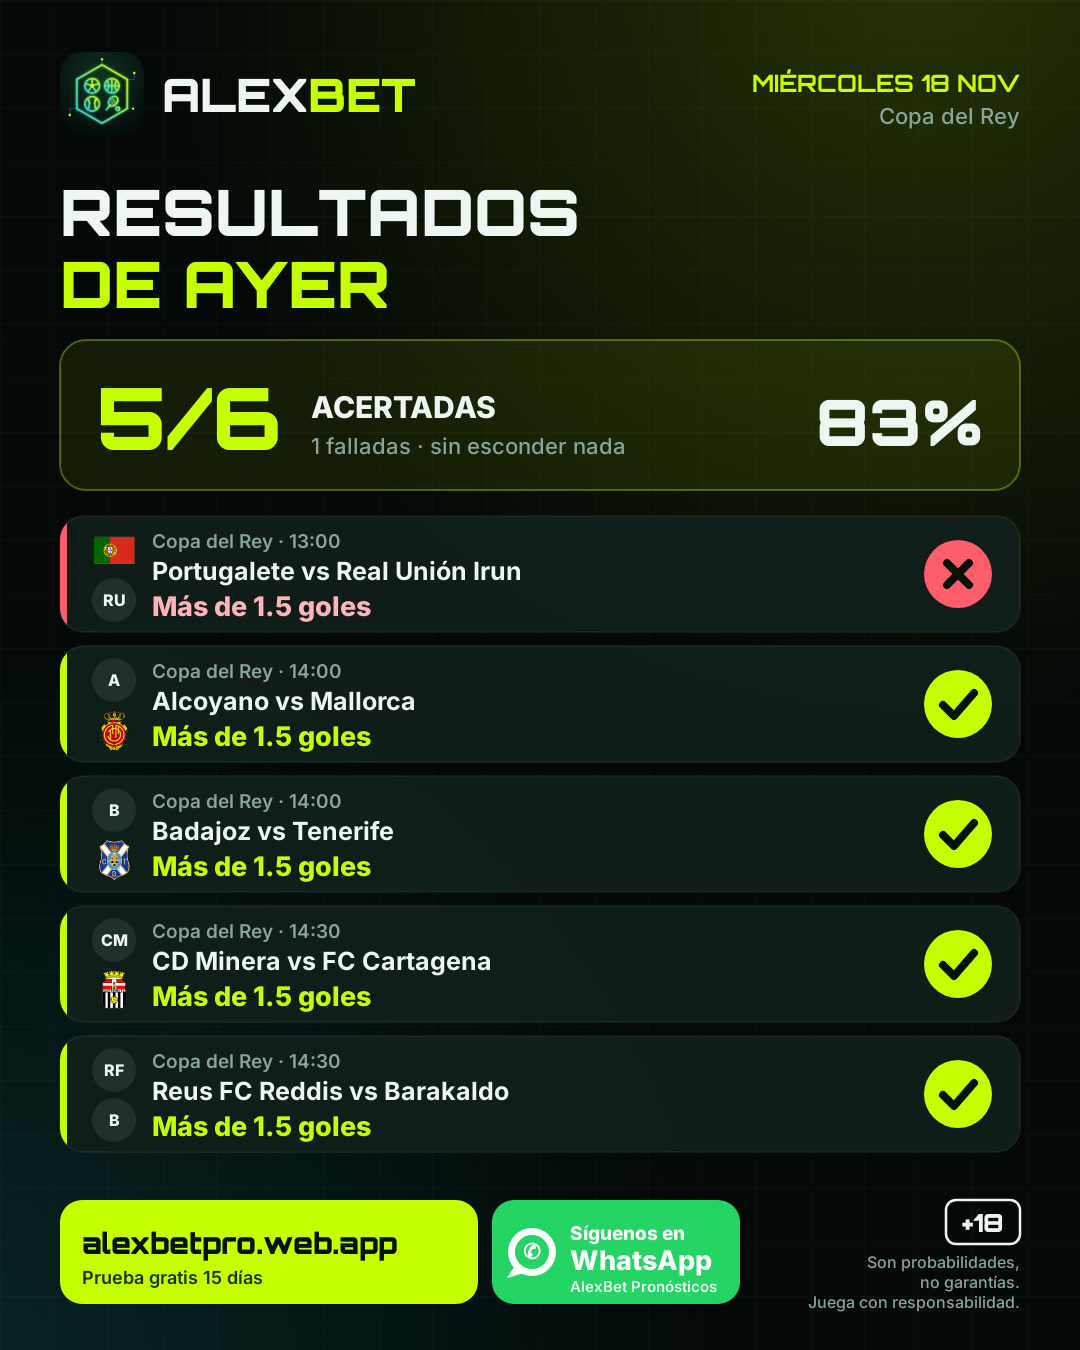 ALEXBET
MIÉRCOLES 18 NOV
Copa del Rey
RESULTADOS
DE AYER
5/6
ACERTADAS
1 falladas · sin esconder nada
83%
Copa del Rey · 13:00
Portugalete vs Real Unión Irun
RU
Más de 1.5 goles
A
Copa del Rey · 14:00
Alcoyano vs Mallorca
Más de 1.5 goles
B
Copa del Rey · 14:00
Badajoz vs Tenerife
Más de 1.5 goles
CM
Copa del Rey · 14:30
CD Minera vs FC Cartagena
Más de 1.5 goles
RF
Copa del Rey · 14:30
Reus FC Reddis vs Barakaldo
B
Más de 1.5 goles
alexbetpro.web.app
Prueba gratis 15 días
Síguenos en
WhatsApp
AlexBet Pronósticos
+18
Son probabilidades,
no garantías.
Juega con responsabilidad.